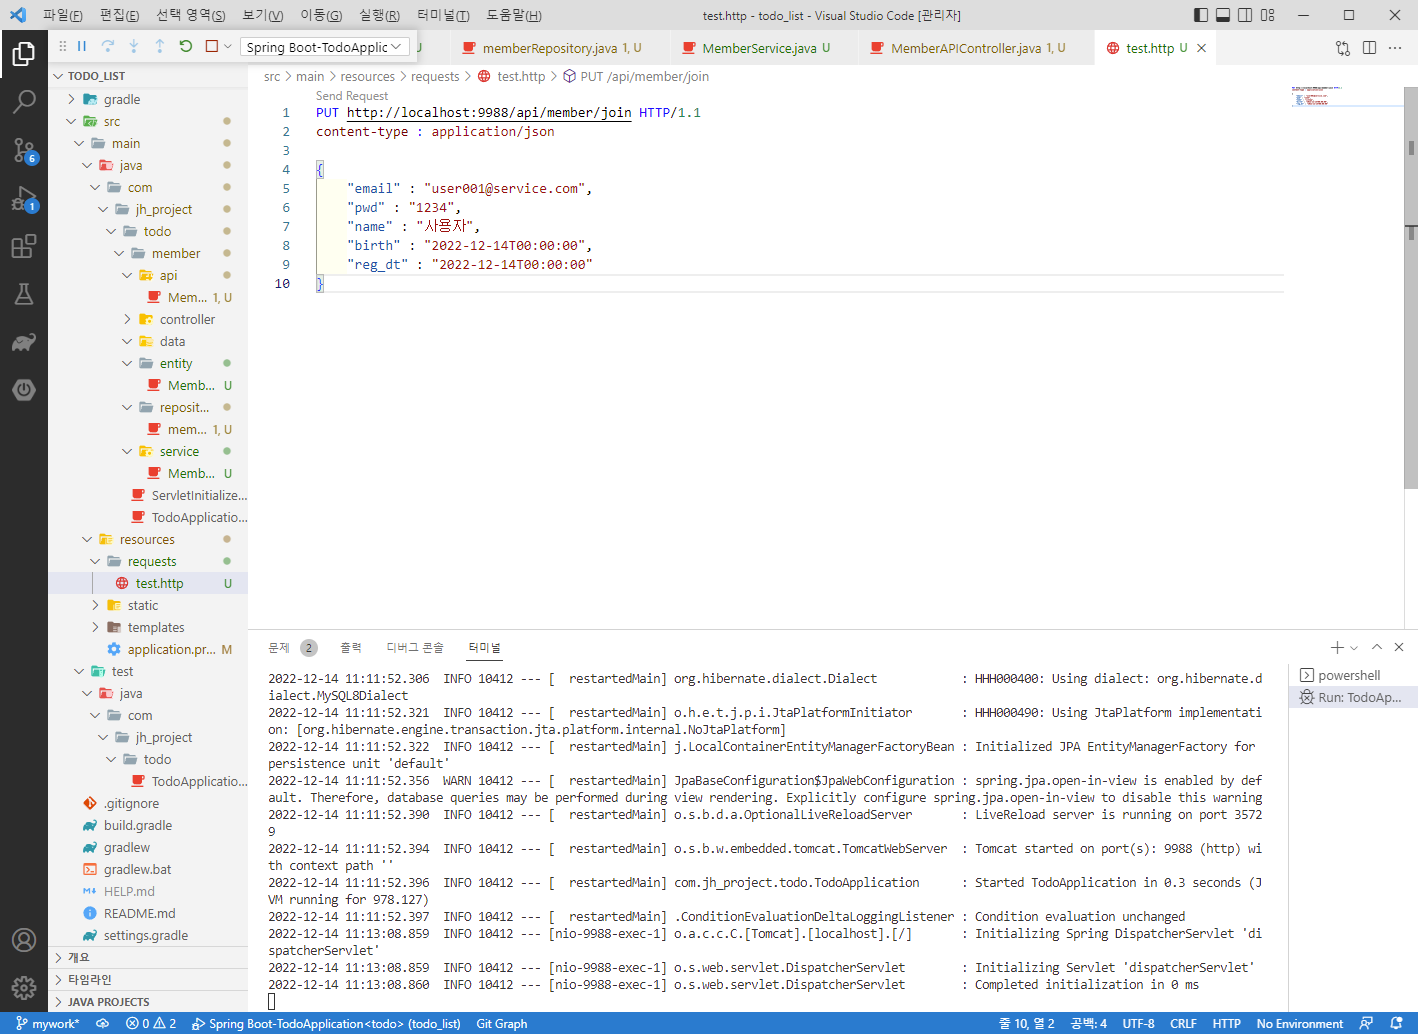 파일(F) 편집(E) 선택 영역(S) 보기(V) 이동(G) 실행(R) 터미널(T) 도움말(H) test.http - todo_list - Visual Studio Code [관리자]
Spring Boot-TodoApplic U memberRepository.java 1, U MemberService.java U MemberAPIController.java 1, U test.http U
TODO_LIST
src > main > resources > requests > test.http > PUT /api/member/join
gradle
src
main
java
com
jh_project
todo
member
api
Mem... 1, U
controller
data
entity
Memb... U
reposit...
mem... 1, U
service
Memb... U
ServletInitialize...
TodoApplicatio...
resources
requests
test.http U
static
templates
application.pr... M
test
java
com
jh_project
todo
TodoApplicatio...
.gitignore
build.gradle
gradlew
gradlew.bat
HELP.md
README.md
settings.gradle
개요
타임라인
JAVA PROJECTS
6
1
Send Request
1 PUT http://localhost:9988/api/member/join HTTP/1.1
2 content-type : application/json
3
4 {
5 "email" : "user001@service.com",
6 "pwd" : "1234",
7 "name" : "사용자",
8 "birth" : "2022-12-14T00:00:00",
9 "reg_dt" : "2022-12-14T00:00:00"
10 }
문제 2 출력 디버그 콘솔 터미널
2022-12-14 11:11:52.306 INFO 10412 --- [ restartedMain] org.hibernate.dialect.Dialect : HHH000400: Using dialect: org.hibernate.d
ialect.MySQL8Dialect
2022-12-14 11:11:52.321 INFO 10412 --- [ restartedMain] o.h.e.t.j.p.i.JtaPlatformInitiator : HHH000490: Using JtaPlatform implementati
on: [org.hibernate.engine.transaction.jta.platform.internal.NoJtaPlatform]
2022-12-14 11:11:52.322 INFO 10412 --- [ restartedMain] j.LocalContainerEntityManagerFactoryBean : Initialized JPA EntityManagerFactory for
persistence unit 'default'
2022-12-14 11:11:52.356 WARN 10412 --- [ restartedMain] JpaBaseConfiguration$JpaWebConfiguration : spring.jpa.open-in-view is enabled by def
ault. Therefore, database queries may be performed during view rendering. Explicitly configure spring.jpa.open-in-view to disable this warning
2022-12-14 11:11:52.390 INFO 10412 --- [ restartedMain] o.s.b.d.a.OptionalLiveReloadServer : LiveReload server is running on port 3572
9
2022-12-14 11:11:52.394 INFO 10412 --- [ restartedMain] o.s.b.w.embedded.tomcat.TomcatWebServer : Tomcat started on port(s): 9988 (http) wi
th context path ''
2022-12-14 11:11:52.396 INFO 10412 --- [ restartedMain] com.jh_project.todo.TodoApplication : Started TodoApplication in 0.3 seconds (J
VM running for 978.127)
2022-12-14 11:11:52.397 INFO 10412 --- [ restartedMain] .ConditionEvaluationDeltaLoggingListener : Condition evaluation unchanged
2022-12-14 11:13:08.859 INFO 10412 --- [nio-9988-exec-1] o.a.c.c.C.[Tomcat].[localhost].[/] : Initializing Spring DispatcherServlet 'di
spatcherServlet'
2022-12-14 11:13:08.859 INFO 10412 --- [nio-9988-exec-1] o.s.web.servlet.DispatcherServlet : Initializing Servlet 'dispatcherServlet'
2022-12-14 11:13:08.860 INFO 10412 --- [nio-9988-exec-1] o.s.web.servlet.DispatcherServlet : Completed initialization in 0 ms
powershell
Run: TodoAp...
mywork* 0 2 Spring Boot-TodoApplication<todo> (todo_list) Git Graph 줄 10, 열 2 공백: 4 UTF-8 CRLF HTTP No Environment